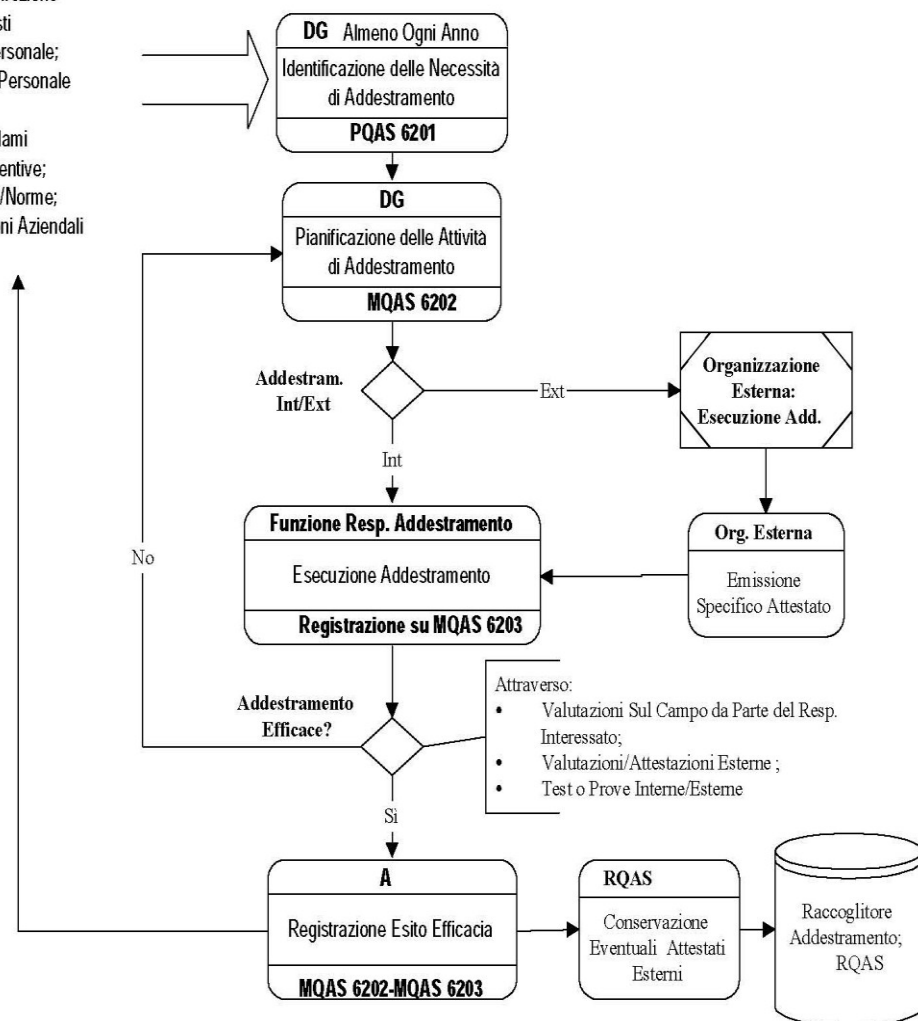 sti
ersonale;
Personale
lami
entive;
/Norme;
ni Aziendali
DG Almeno Ogni Anno
Identificazione delle Necessità
di Addestramento
PQAS 6201
DG
Pianificazione delle Attività
di Addestramento
MQAS 6202
Addestram.
Int/Ext
Ext
Organizzazione
Esterna:
Esecuzione Add.
Int
Org. Esterna
Emissione
Specifico Attestato
Funzione Resp. Addestramento
Esecuzione Addestramento
Registrazione su MQAS 6203
No
Addestramento
Efficace?
Attraverso:
• Valutazioni Sul Campo da Parte del Resp.
Interessato;
• Valutazioni/Attestazioni Esterne ;
• Test o Prove Interne/Esterne
Sì
A
Registrazione Esito Efficacia
MQAS 6202-MQAS 6203
RQAS
Conservazione
Eventuali Attestati
Esterni
Raccoglitore
Addestramento;
RQAS